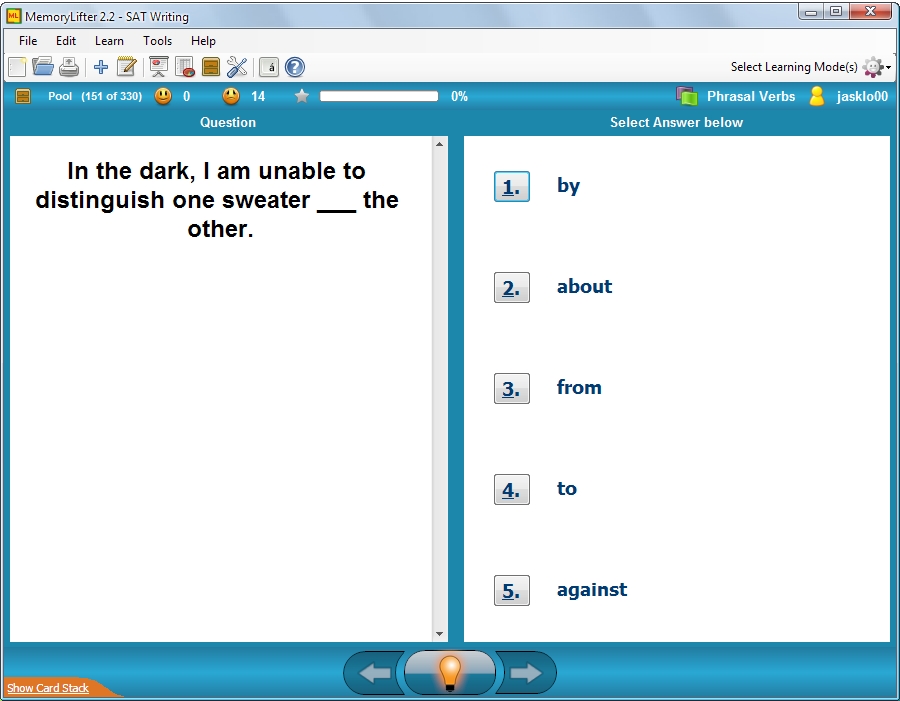 MemoryLifter 2.2 - SAT Writing
File Edit Learn Tools Help
á ?
Select Learning Mode(s)
Pool (151 of 330) 0 14 0% Phrasal Verbs jasklo00
Question
Select Answer below
In the dark, I am unable to
distinguish one sweater ___ the
other.
1. by
2. about
3. from
4. to
5. against
Show Card Stack